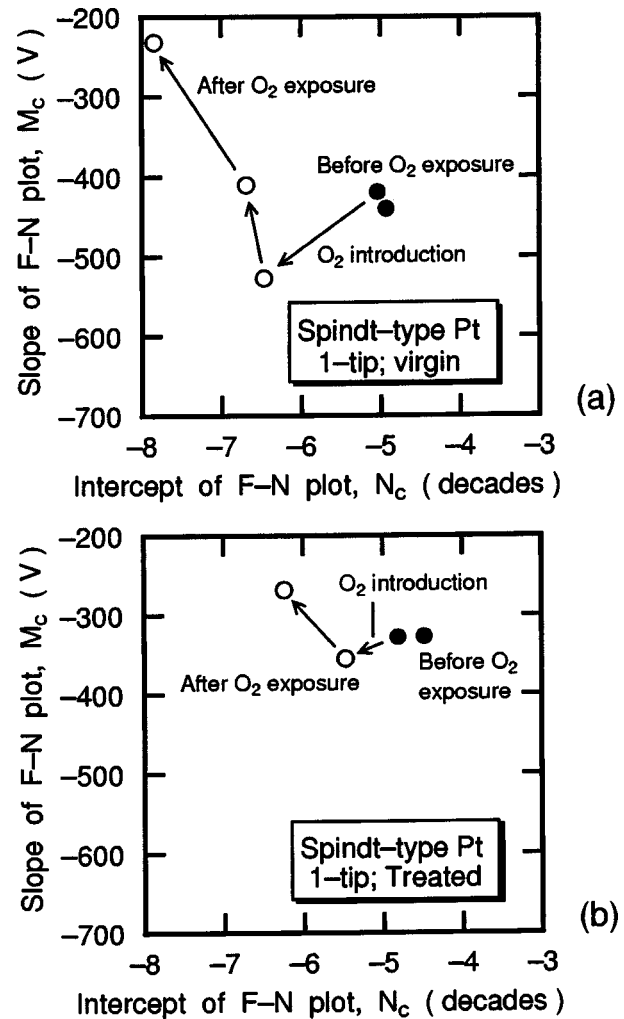 −200
−300
−400
−500
−600
−700
Slope of F−N plot, Mc ( V )
After O2 exposure
Before O2 exposure
O2 introduction
Spindt−type Pt
1−tip; virgin
(a)
−8 −7 −6 −5 −4 −3
Intercept of F−N plot, Nc ( decades )
−200
−300
−400
−500
−600
−700
Slope of F−N plot, Mc ( V )
O2 introduction
After O2 exposure
Before O2
exposure
Spindt−type Pt
1−tip; Treated
(b)
−8 −7 −6 −5 −4 −3
Intercept of F−N plot, Nc ( decades )